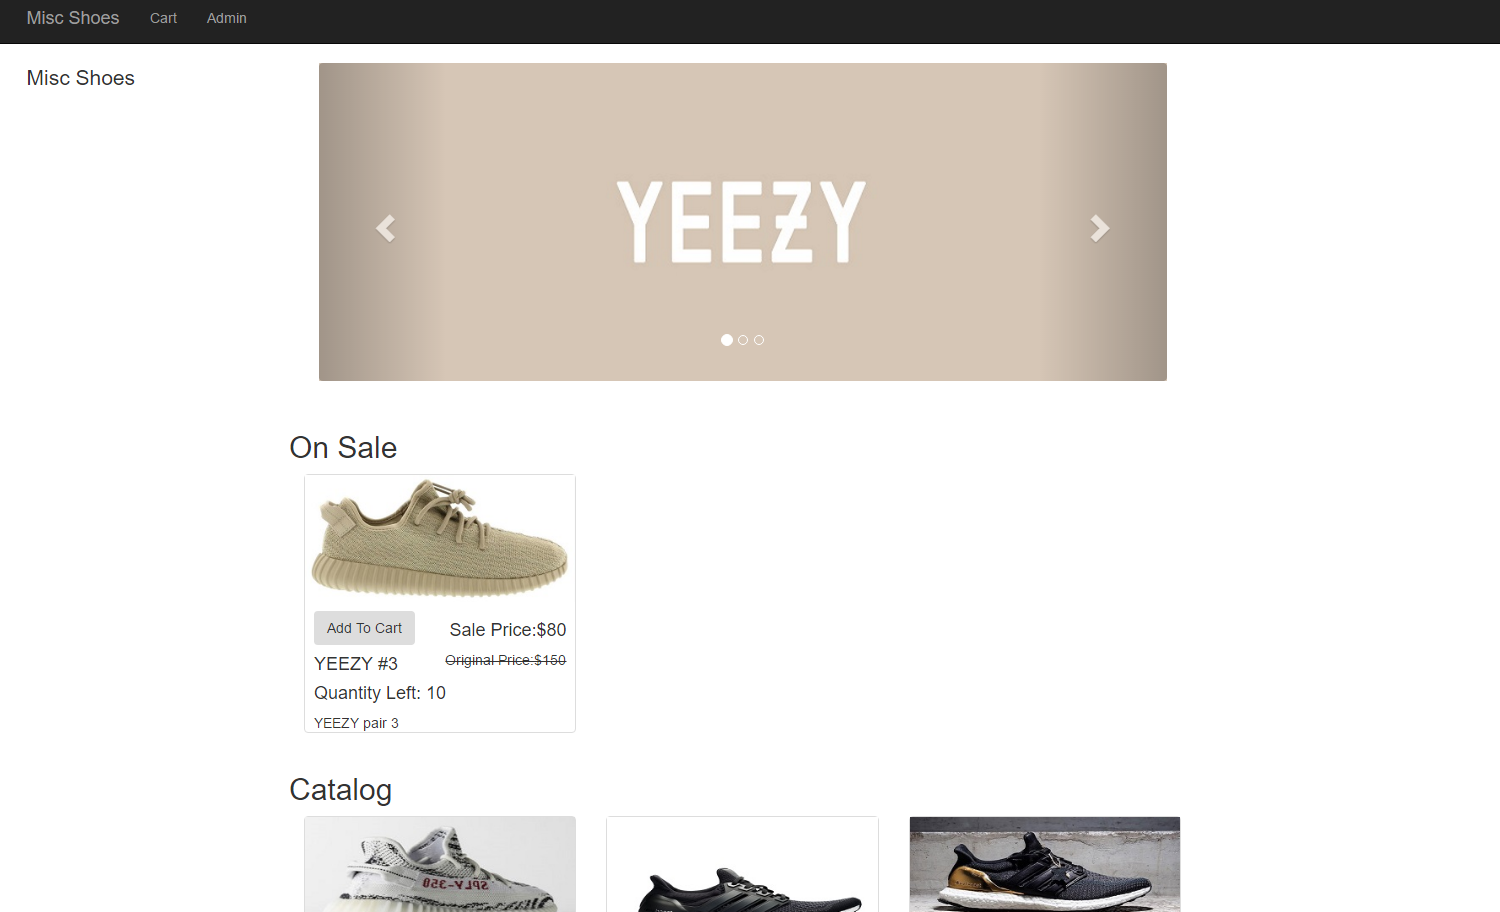 Misc Shoes Cart Admin
Misc Shoes
YEEZY
On Sale
Add To Cart Sale Price:$80
YEEZY #3 Original Price:$150
Quantity Left: 10
YEEZY pair 3
Catalog
SPLY-350